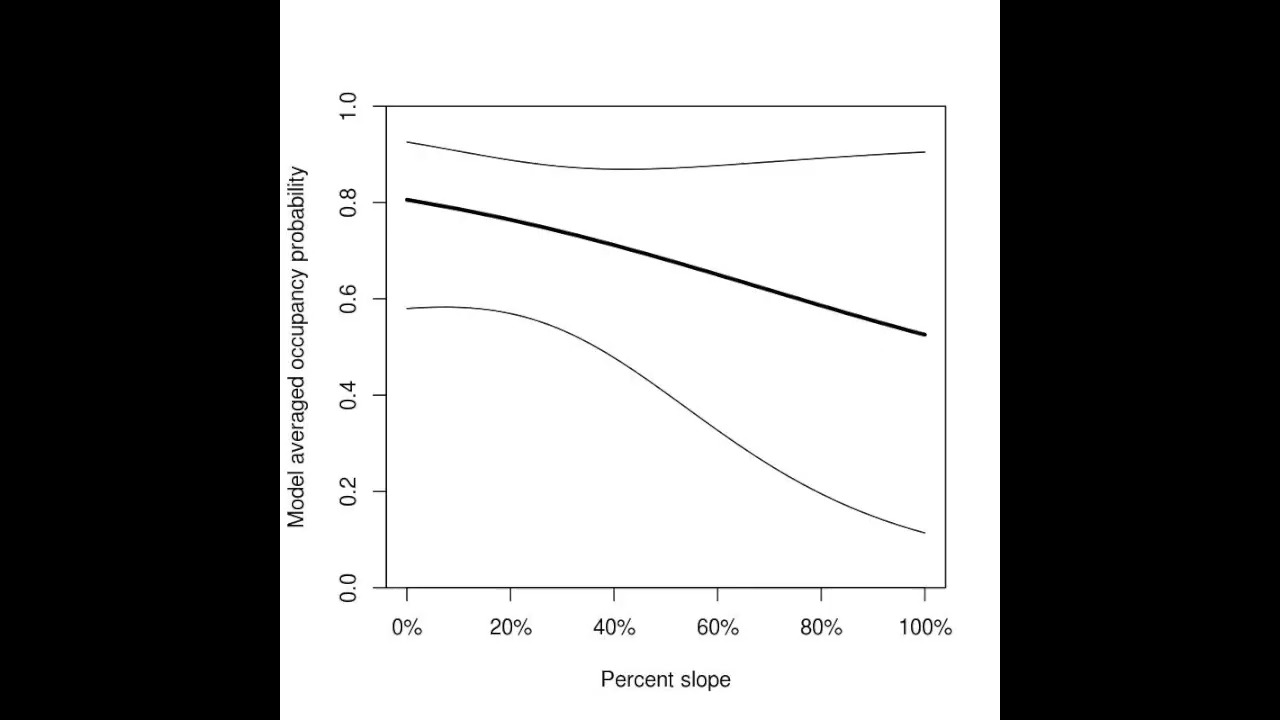 Model averaged occupancy probability
1.0
0.8
0.6
0.4
0.2
0.0
0% 20% 40% 60% 80% 100%
Percent slope